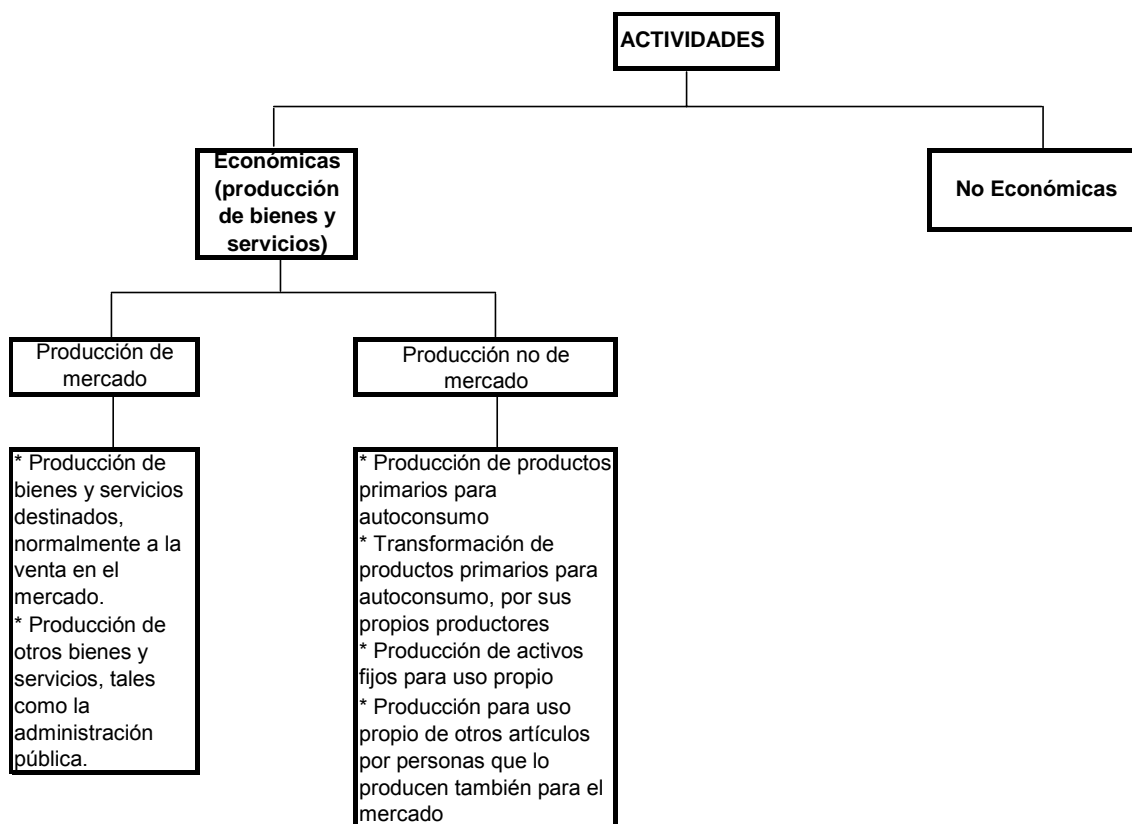 ACTIVIDADES
Económicas
(producción
de bienes y
servicios)
No Económicas
Producción de
mercado
Producción no de
mercado
* Producción de
bienes y servicios
destinados,
normalmente a la
venta en el
mercado.
* Producción de
otros bienes y
servicios, tales
como la
administración
pública.
* Producción de productos
primarios para
autoconsumo
* Transformación de
productos primarios para
autoconsumo, por sus
propios productores
* Producción de activos
fijos para uso propio
* Producción para uso
propio de otros artículos
por personas que lo
producen también para el
mercado